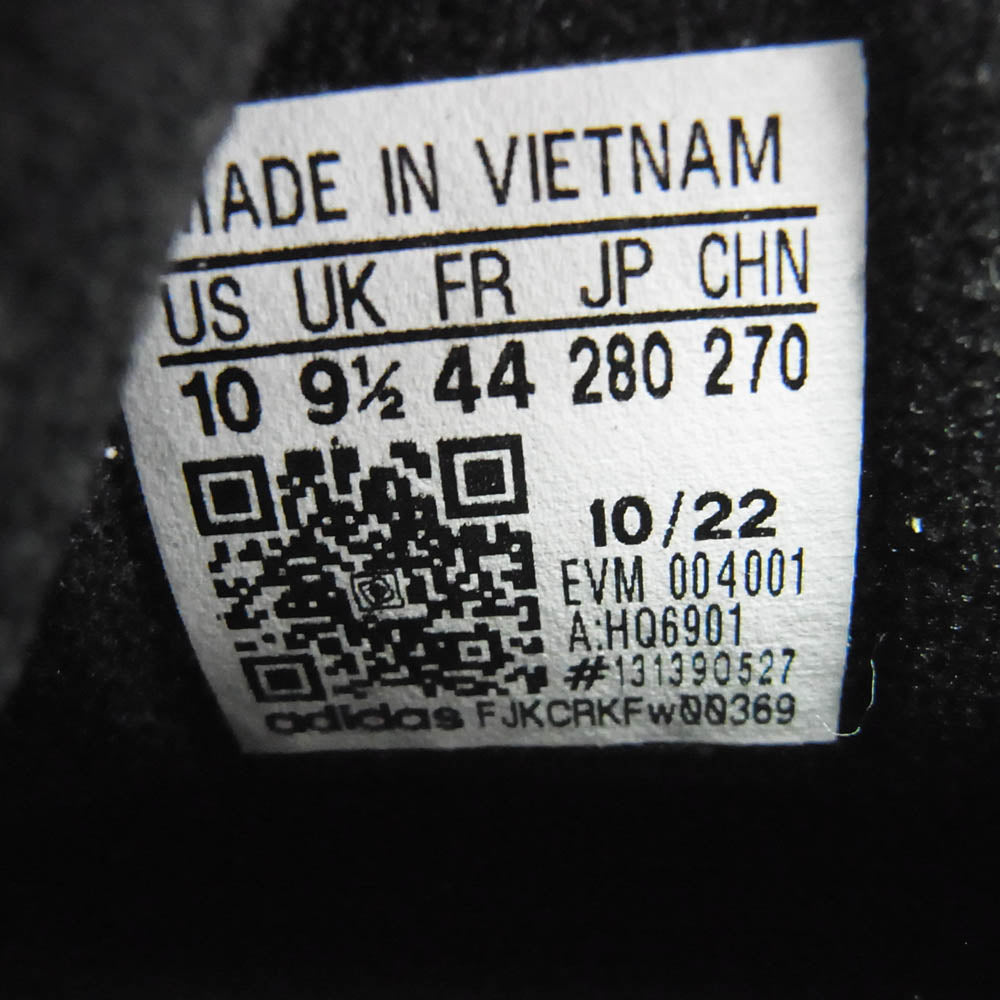 MADE IN VIETNAM
US UK FR JP CHN
10 9½ 44 280 270
10/22
EVM 004001
A:HQ6901
#131390527
adidas FJKCRKFw00369